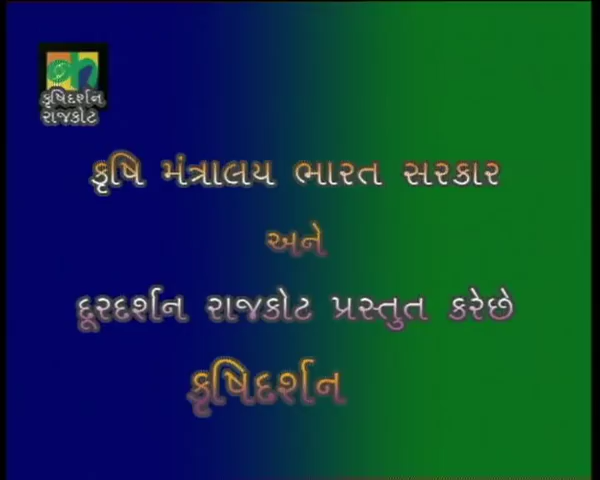 કૃષિદર્શન
રાજકોટ
કૃષિ મંત્રાલય ભારત સરકાર
અને
દૂરદર્શન રાજકોટ પ્રસ્તુત કરેછે
કૃષિદર્શન